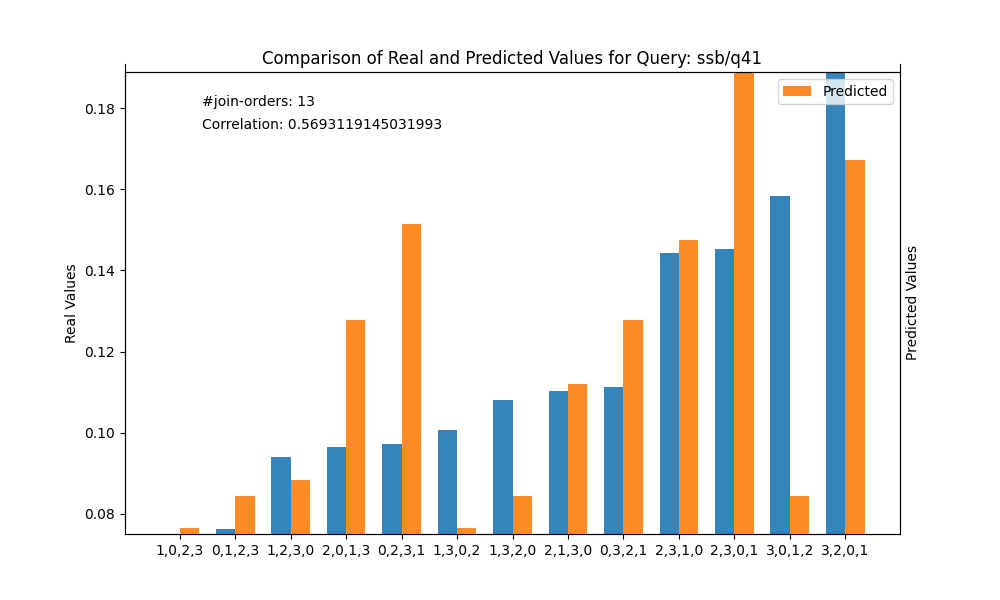 Comparison of Real and Predicted Values for Query: ssb/q41
#join-orders: 13
Correlation: 0.5693119145031993
Predicted
Real Values
Predicted Values
0.18
0.16
0.14
0.12
0.10
0.08
1,0,2,3 0,1,2,3 1,2,3,0 2,0,1,3 0,2,3,1 1,3,0,2 1,3,2,0 2,1,3,0 0,3,2,1 2,3,1,0 2,3,0,1 3,0,1,2 3,2,0,1